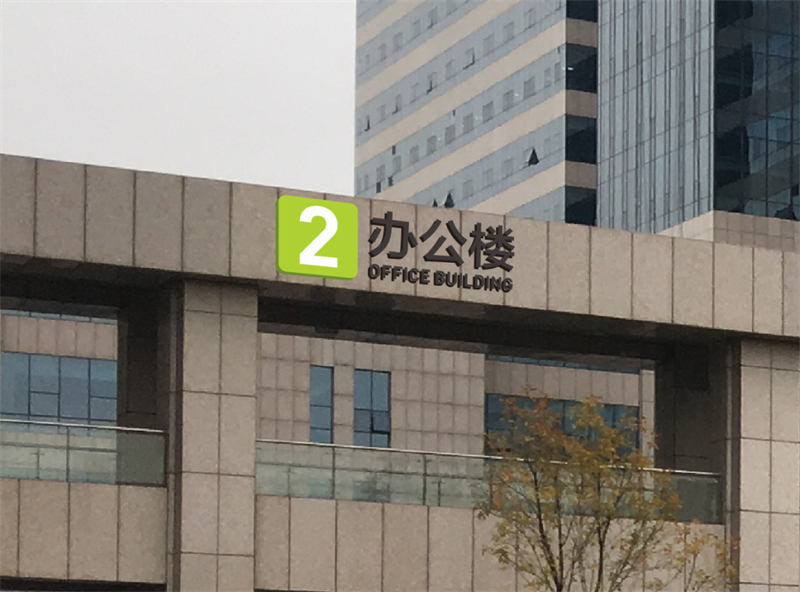 2 办公楼
OFFICE BUILDING